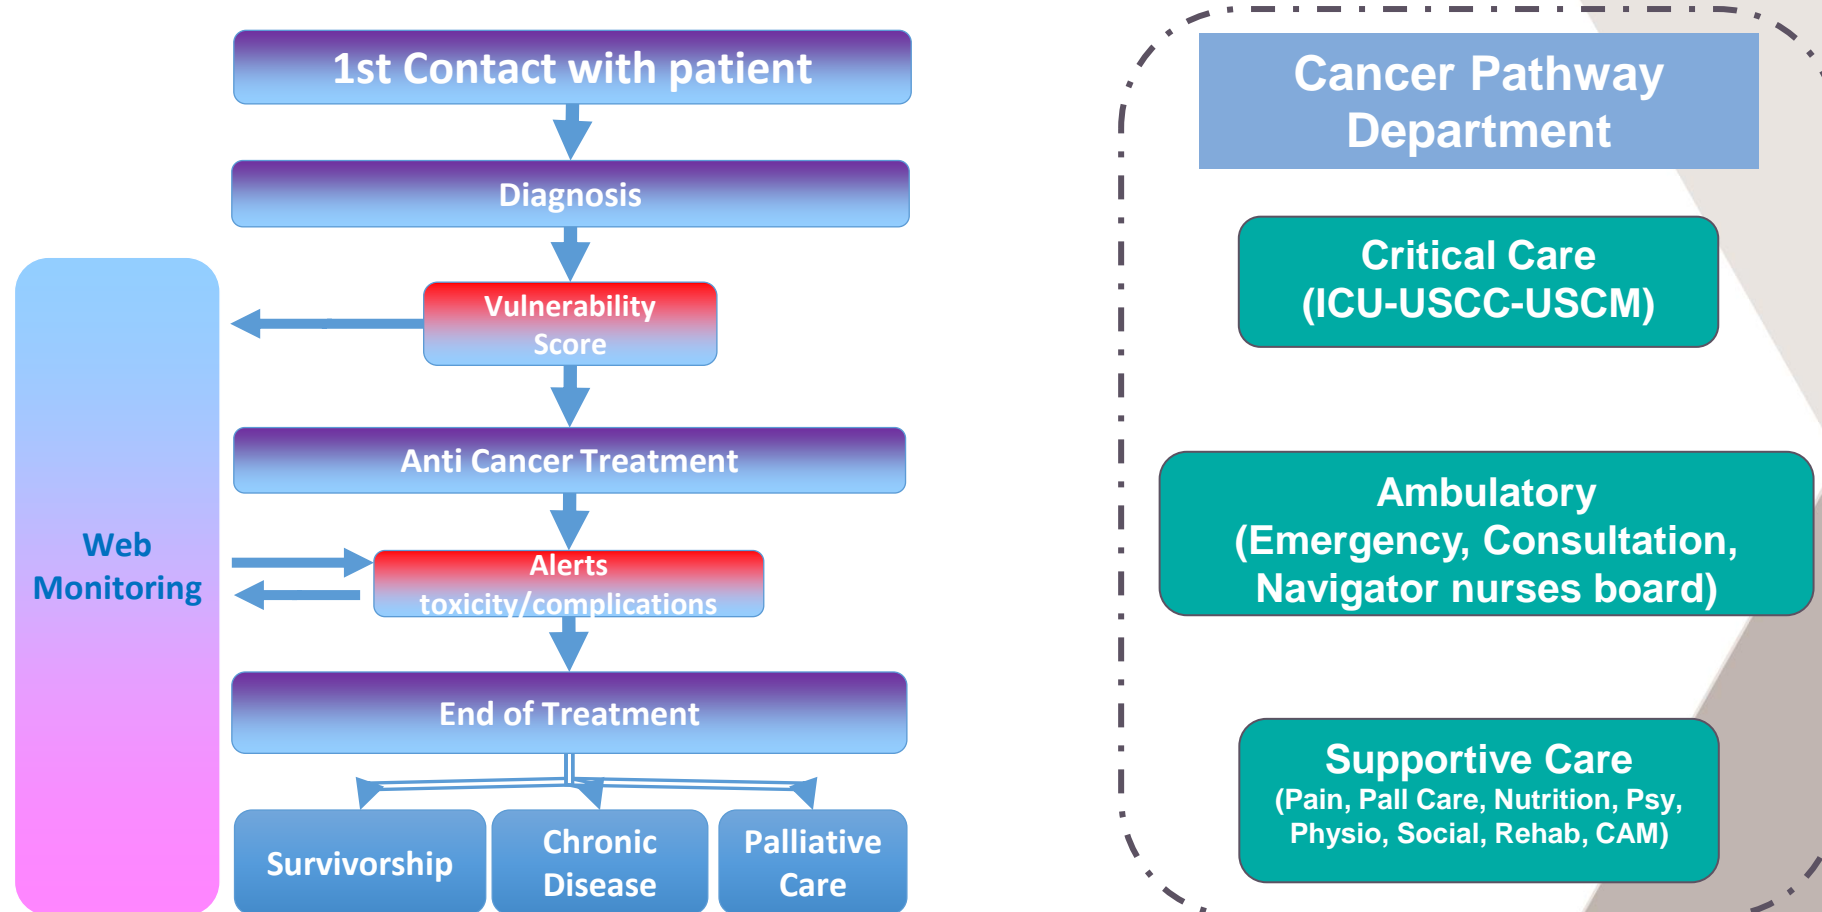 1st Contact with patient
Diagnosis
Vulnerability
Score
Anti Cancer Treatment
Web
Monitoring
Alerts
toxicity/complications
End of Treatment
Survivorship
Chronic
Disease
Palliative
Care
Cancer Pathway
Department
Critical Care
(ICU-USCC-USCM)
Ambulatory
(Emergency, Consultation,
Navigator nurses board)
Supportive Care
(Pain, Pall Care, Nutrition, Psy,
Physio, Social, Rehab, CAM)